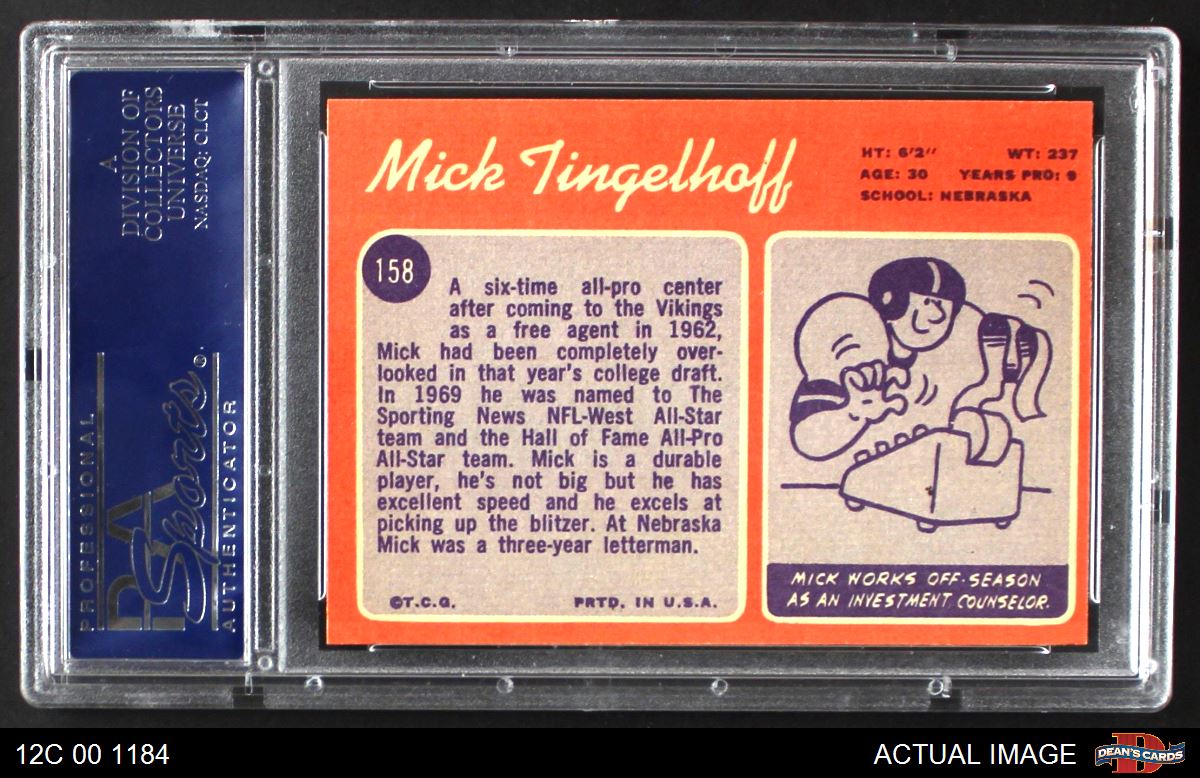 A
DIVISION OF
COLLECTORS
UNIVERSE
NASDAQ: CLCT
PROFESSIONAL
PSA
Sports®
AUTHENTICATOR
Mick Tingelhoff
HT: 6'2" WT: 237
AGE: 30 YEARS PRO: 9
SCHOOL: NEBRASKA
158
A six-time all-pro center
after coming to the Vikings
as a free agent in 1962,
Mick had been completely over-
looked in that year's college draft.
In 1969 he was named to The
Sporting News NFL-West All-Star
team and the Hall of Fame All-Pro
All-Star team. Mick is a durable
player, he's not big but he has
excellent speed and he excels at
picking up the blitzer. At Nebraska
Mick was a three-year letterman.
©T.C.G. PRTD. IN U.S.A.
MICK WORKS OFF-SEASON
AS AN INVESTMENT COUNSELOR.
12C 00 1184
ACTUAL IMAGE
D
DEAN'S CARDS